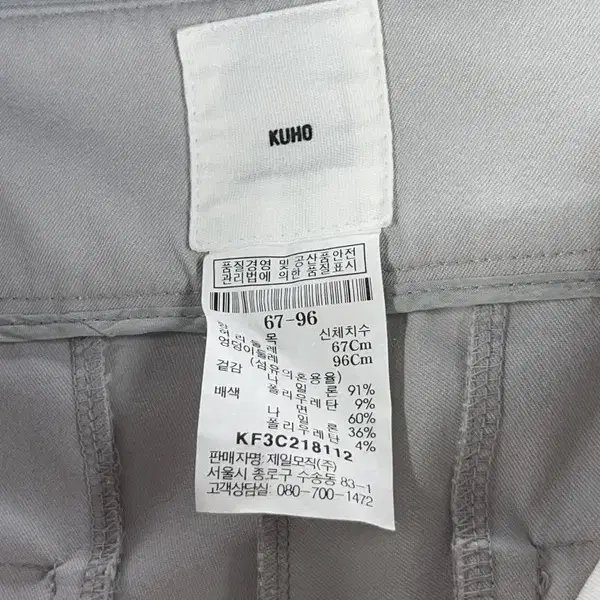 KUHO
품질경영 및 공산품안전
관리법에 의한 품질표시
67-96
항목 신체치수
허리둘레 67Cm
엉덩이둘레 96Cm
겉감 (섬유의혼용율)
나일론 91%
폴리우레탄 9%
배색 면 60%
나일론 36%
폴리우레탄 4%
KF3C218112
판매자명: 제일모직(주)
서울시 종로구 수송동 83-1
고객상담실: 080-700-1472